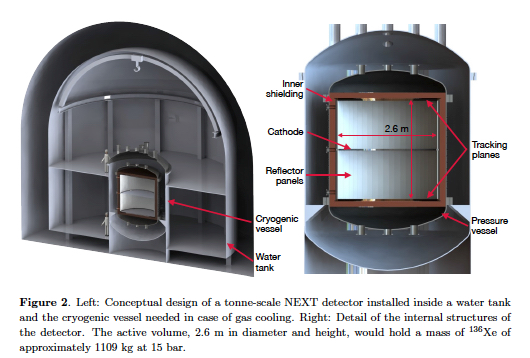 Inner
shielding
Cathode
2.6 m
Tracking
planes
Reflector
panels
Cryogenic
vessel
Pressure
vessel
Water
tank
Figure 2. Left: Conceptual design of a tonne-scale NEXT detector installed inside a water tank
and the cryogenic vessel needed in case of gas cooling. Right: Detail of the internal structures of
the detector. The active volume, 2.6 m in diameter and height, would hold a mass of ¹³⁶Xe of
approximately 1109 kg at 15 bar.